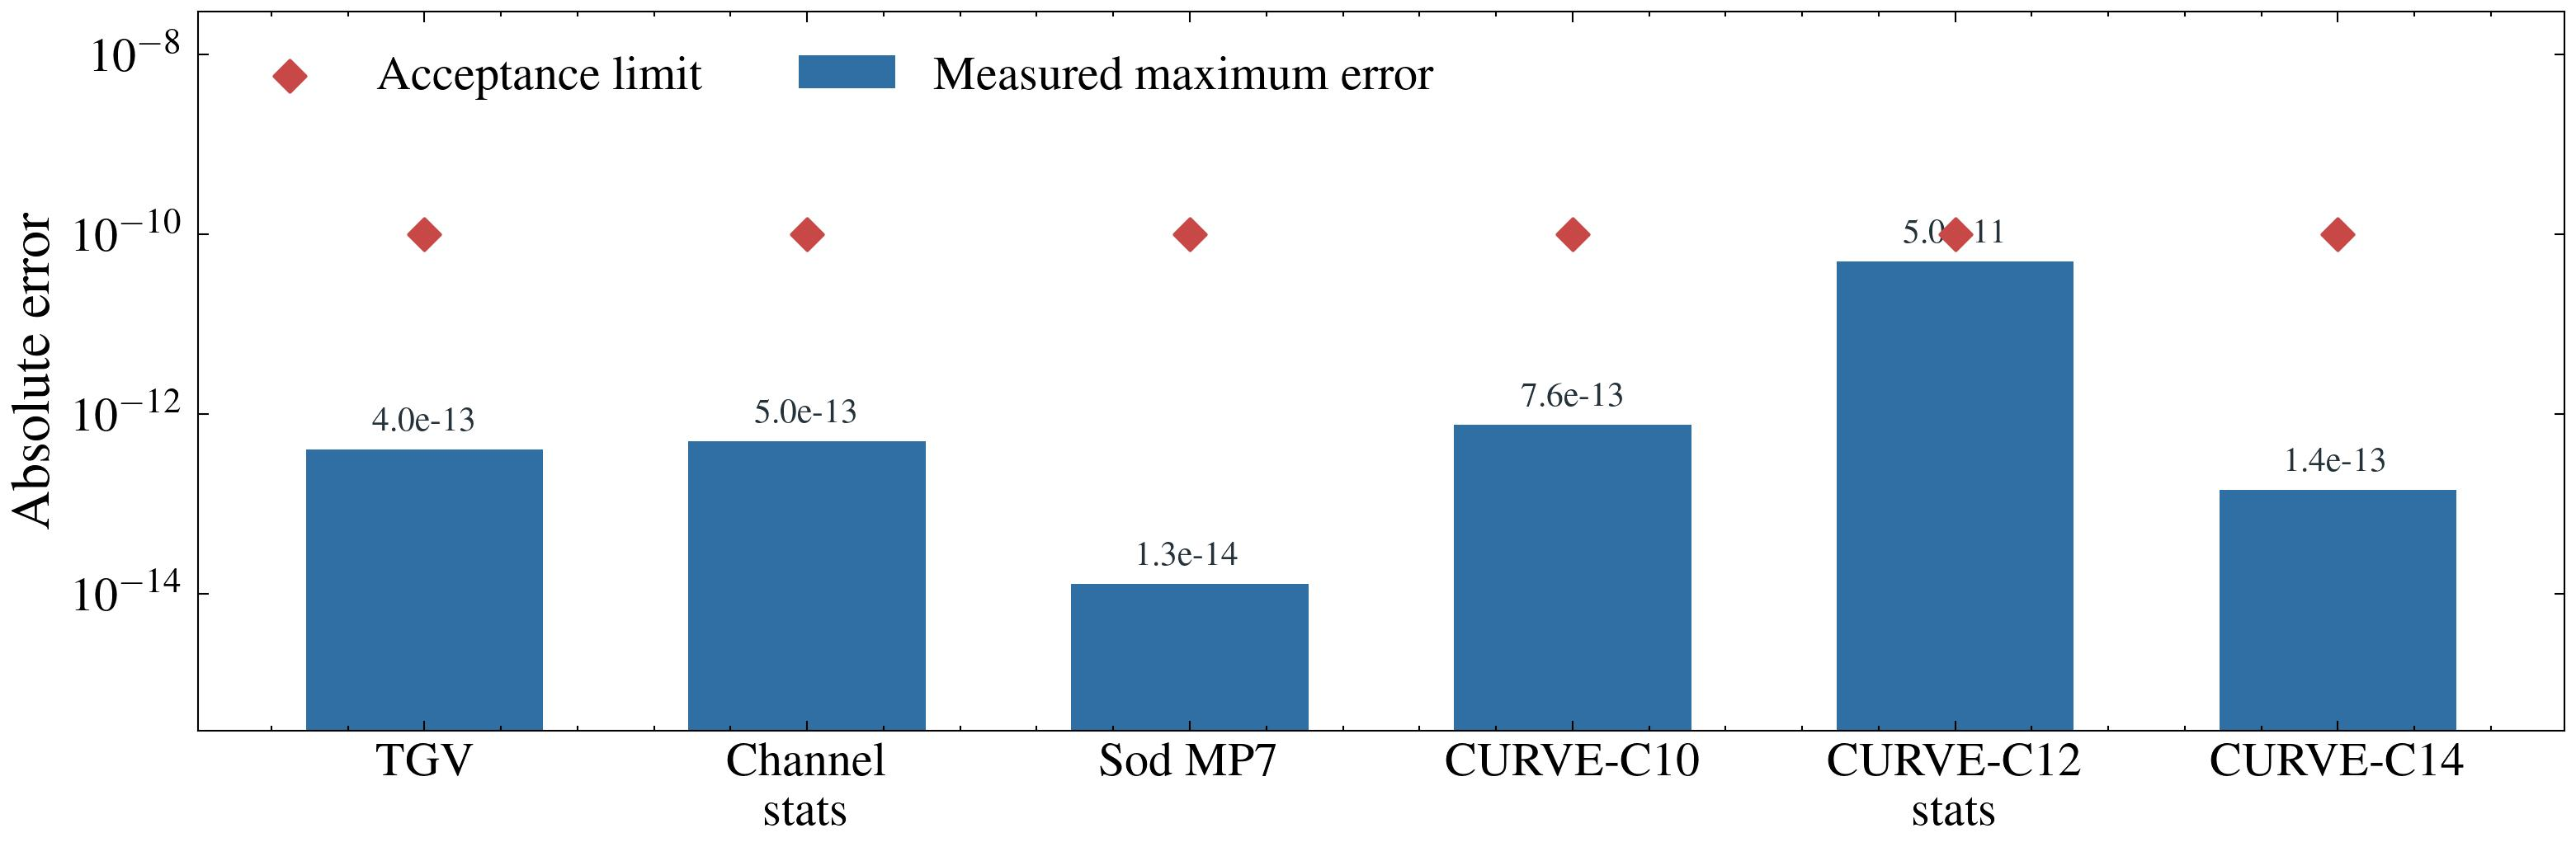 Acceptance limit Measured maximum error
Absolute error
10⁻⁸
10⁻¹⁰
10⁻¹²
10⁻¹⁴
4.0e-13
5.0e-13
1.3e-14
7.6e-13
1.4e-13
TGV
Channel
stats
Sod MP7
CURVE-C10
CURVE-C12
stats
CURVE-C14